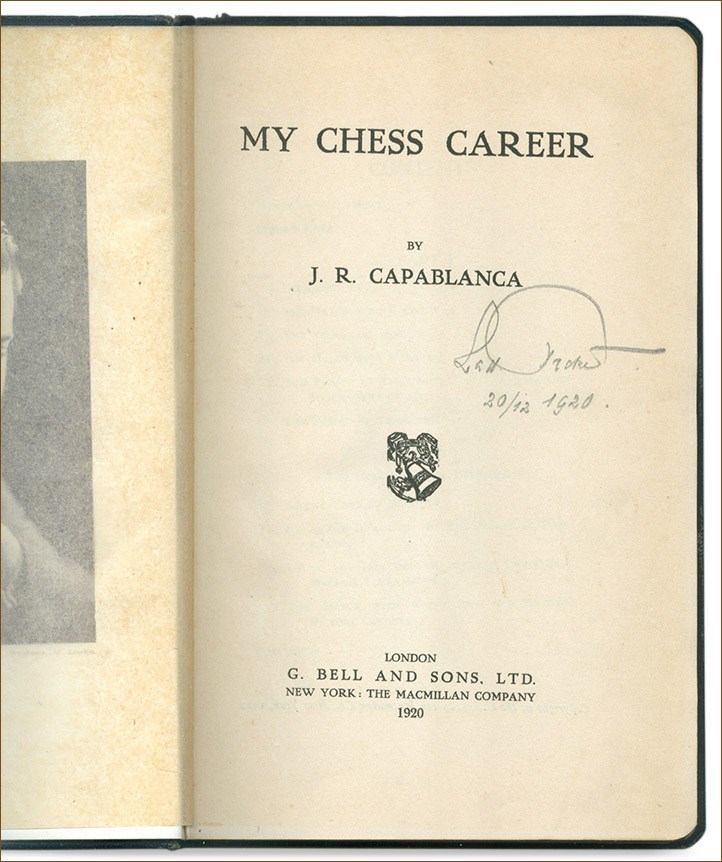 MY CHESS CAREER
BY
J. R. CAPABLANCA
20/12 1920.
LONDON
G. BELL AND SONS, LTD.
NEW YORK: THE MACMILLAN COMPANY
1920